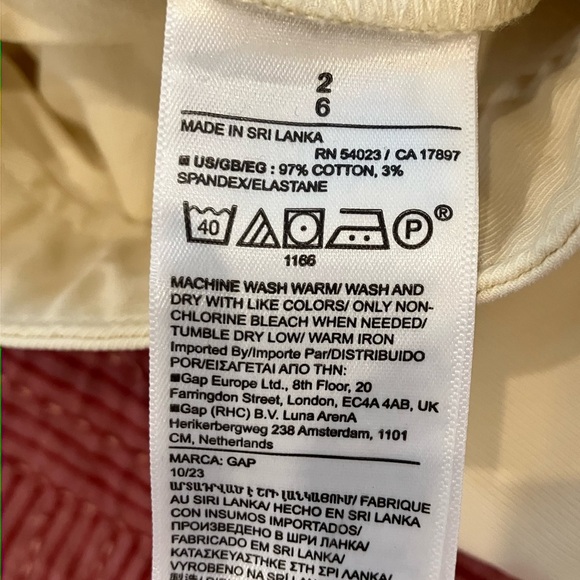 2
6
MADE IN SRI LANKA
RN 54023 / CA 17897
US/GB/EG : 97% COTTON, 3%
SPANDEX/ELASTANE
40 P ®
1166
MACHINE WASH WARM/ WASH AND
DRY WITH LIKE COLORS/ ONLY NON-
CHLORINE BLEACH WHEN NEEDED/
TUMBLE DRY LOW/ WARM IRON
Imported By/Importe Par/DISTRIBUIDO
POR/ΕΙΣΑΓΕΤΑΙ ΑΠΟ ΤΗΝ:
Gap Europe Ltd., 8th Floor, 20
Farringdon Street, London, EC4A 4AB, UK
Gap (RHC) B.V. Luna ArenA
Herikerbergweg 238 Amsterdam, 1101
CM, Netherlands
MARCA: GAP
10/23
ԱՐՏԱԴՐՎԱԾ Է ՇՐԻ ԼԱՆԿԱՅՈՒՄ/ FABRIQUE
AU SIRI LANKA/ HECHO EN SRI LANKA
CON INSUMOS IMPORTADOS/
ПРОИЗВЕДЕНО В ШРИ ЛАНКА/
FABRICADO EM SRI LANKA/
ΚΑΤΑΣΚΕΥΑΣΤΗΚΕ ΣΤΗ ΣΡΙ ΛΑΝΚΑ/
VYROBENO NA SRI LANCE/